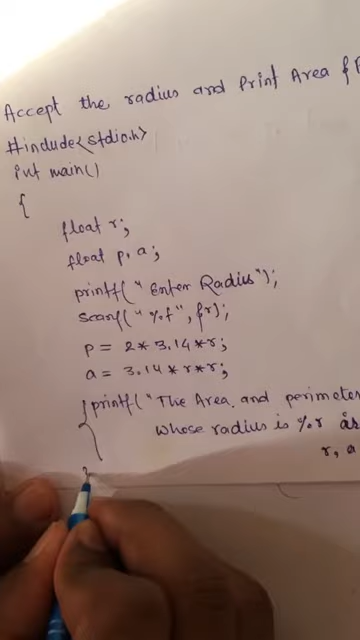 Accept the radius and Print Area &
#include<stdio.h>
int main()
{
float r;
float p, a;
printf(" Enter Radius");
scanf(" %f", &r);
p = 2* 3.14*r;
a = 3.14*r*r;
printf("The Area and perimeter
whose radius is %r
r, a